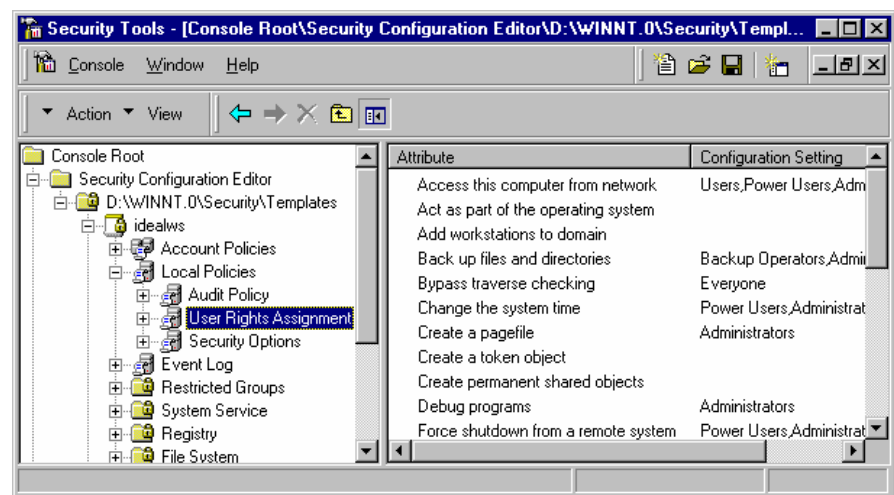 Security Tools - [Console Root\Security Configuration Editor\D:\WINNT.0\Security\Templ...
Console Window Help
Action View
Console Root
Security Configuration Editor
D:\WINNT.0\Security\Templates
idealws
Account Policies
Local Policies
Audit Policy
User Rights Assignment
Security Options
Event Log
Restricted Groups
System Service
Registry
File System
Attribute Configuration Setting
Access this computer from network Users,Power Users,Adm
Act as part of the operating system
Add workstations to domain
Back up files and directories Backup Operators,Admi
Bypass traverse checking Everyone
Change the system time Power Users,Administrat
Create a pagefile Administrators
Create a token object
Create permanent shared objects
Debug programs Administrators
Force shutdown from a remote system Power Users,Administrat